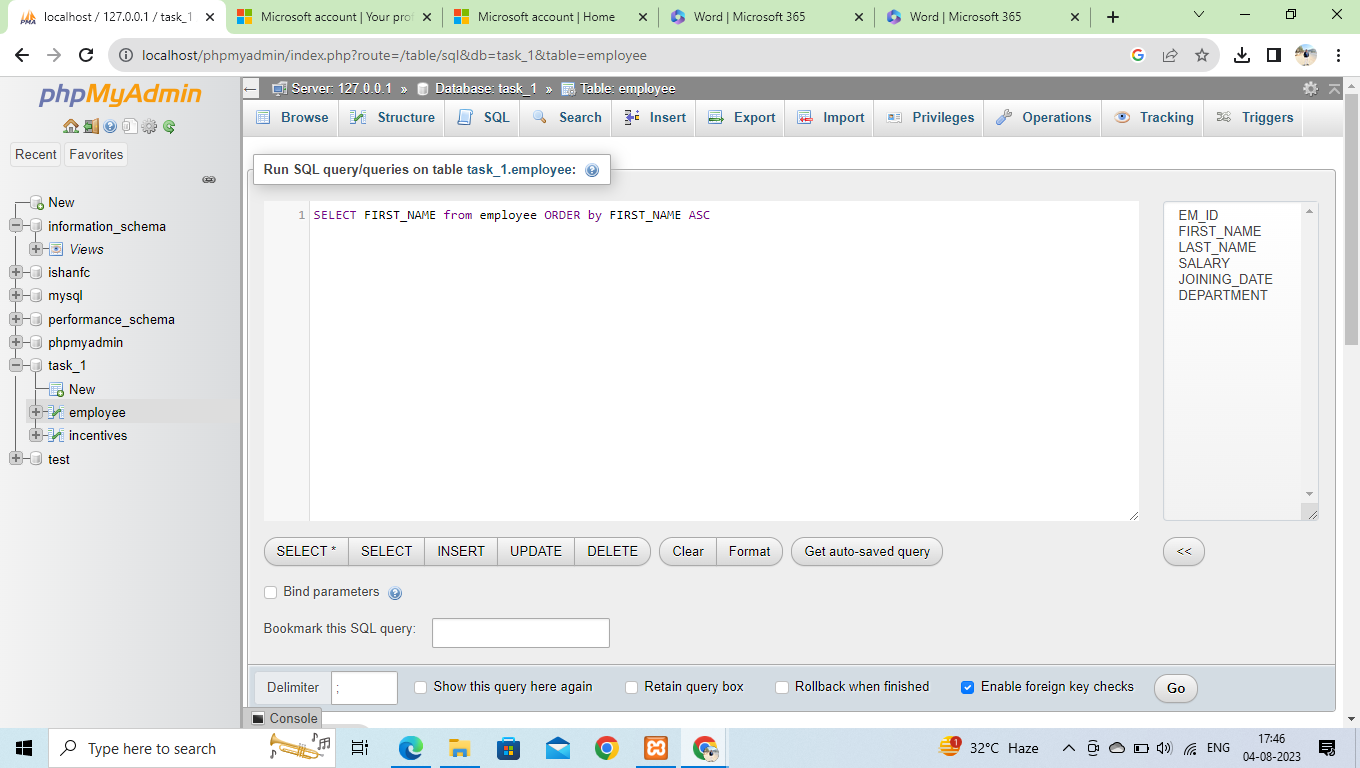 localhost / 127.0.0.1 / task_1
Microsoft account | Your prof
Microsoft account | Home
Word | Microsoft 365
Word | Microsoft 365
localhost/phpmyadmin/index.php?route=/table/sql&db=task_1&table=employee
phpMyAdmin
Recent
Favorites
New
information_schema
Views
ishanfc
mysql
performance_schema
phpmyadmin
task_1
New
employee
incentives
test
Server: 127.0.0.1 » Database: task_1 » Table: employee
Browse
Structure
SQL
Search
Insert
Export
Import
Privileges
Operations
Tracking
Triggers
Run SQL query/queries on table task_1.employee:
1 SELECT FIRST_NAME from employee ORDER by FIRST_NAME ASC
EM_ID
FIRST_NAME
LAST_NAME
SALARY
JOINING_DATE
DEPARTMENT
SELECT *
SELECT
INSERT
UPDATE
DELETE
Clear
Format
Get auto-saved query
<<
Bind parameters
Bookmark this SQL query:
Delimiter ;
Show this query here again
Retain query box
Rollback when finished
Enable foreign key checks
Go
Console
Type here to search
1
32°C Haze
ENG
17:46
04-08-2023